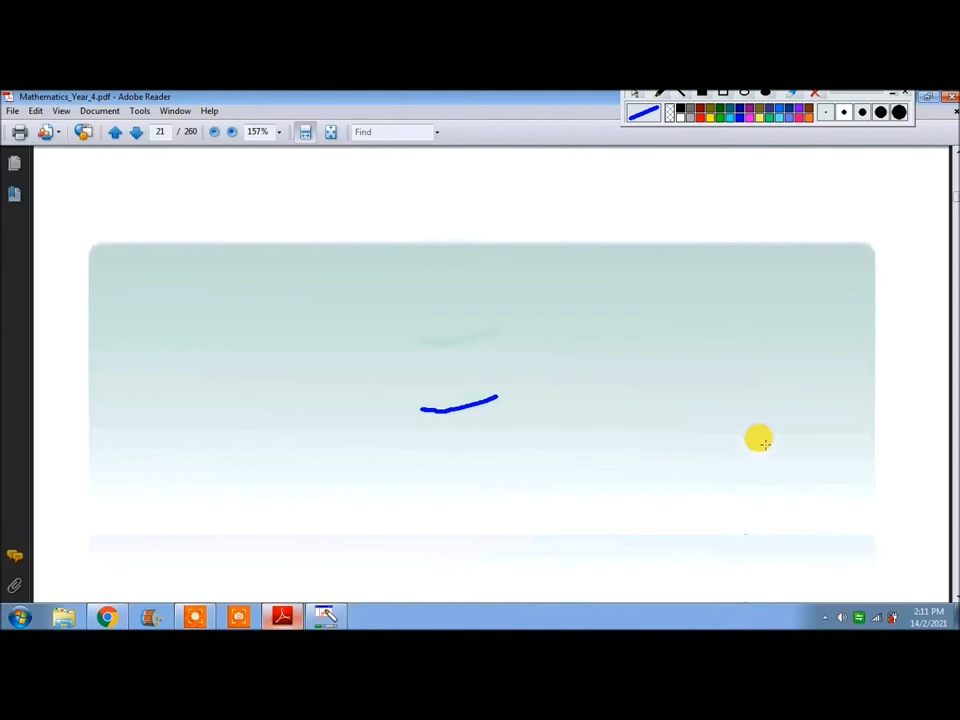 Mathematics_Year_4.pdf - Adobe Reader
File Edit View Document Tools Window Help
21 / 260 157% Find
2:11 PM
14/2/2021